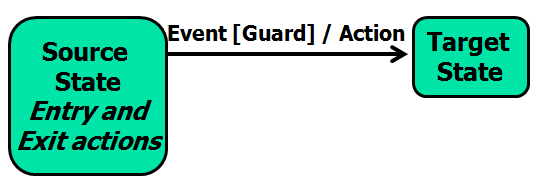 Source
State
Entry and
Exit actions
Event [Guard] / Action
Target
State